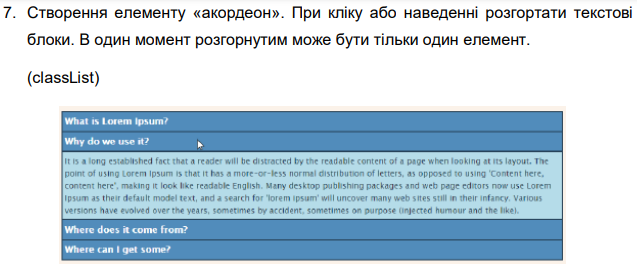 7. Створення елементу «акордеон». При кліку або наведенні розгортати текстові
блоки. В один момент розгорнутим може бути тільки один елемент.
(classList)
What is Lorem Ipsum?
Why do we use it?
It is a long established fact that a reader will be distracted by the readable content of a page when looking at its layout. The
point of using Lorem Ipsum is that it has a more-or-less normal distribution of letters, as opposed to using 'Content here,
content here', making it look like readable English. Many desktop publishing packages and web page editors now use Lorem
Ipsum as their default model text, and a search for 'lorem ipsum' will uncover many web sites still in their infancy. Various
versions have evolved over the years, sometimes by accident, sometimes on purpose (injected humour and the like).
Where does it come from?
Where can I get some?